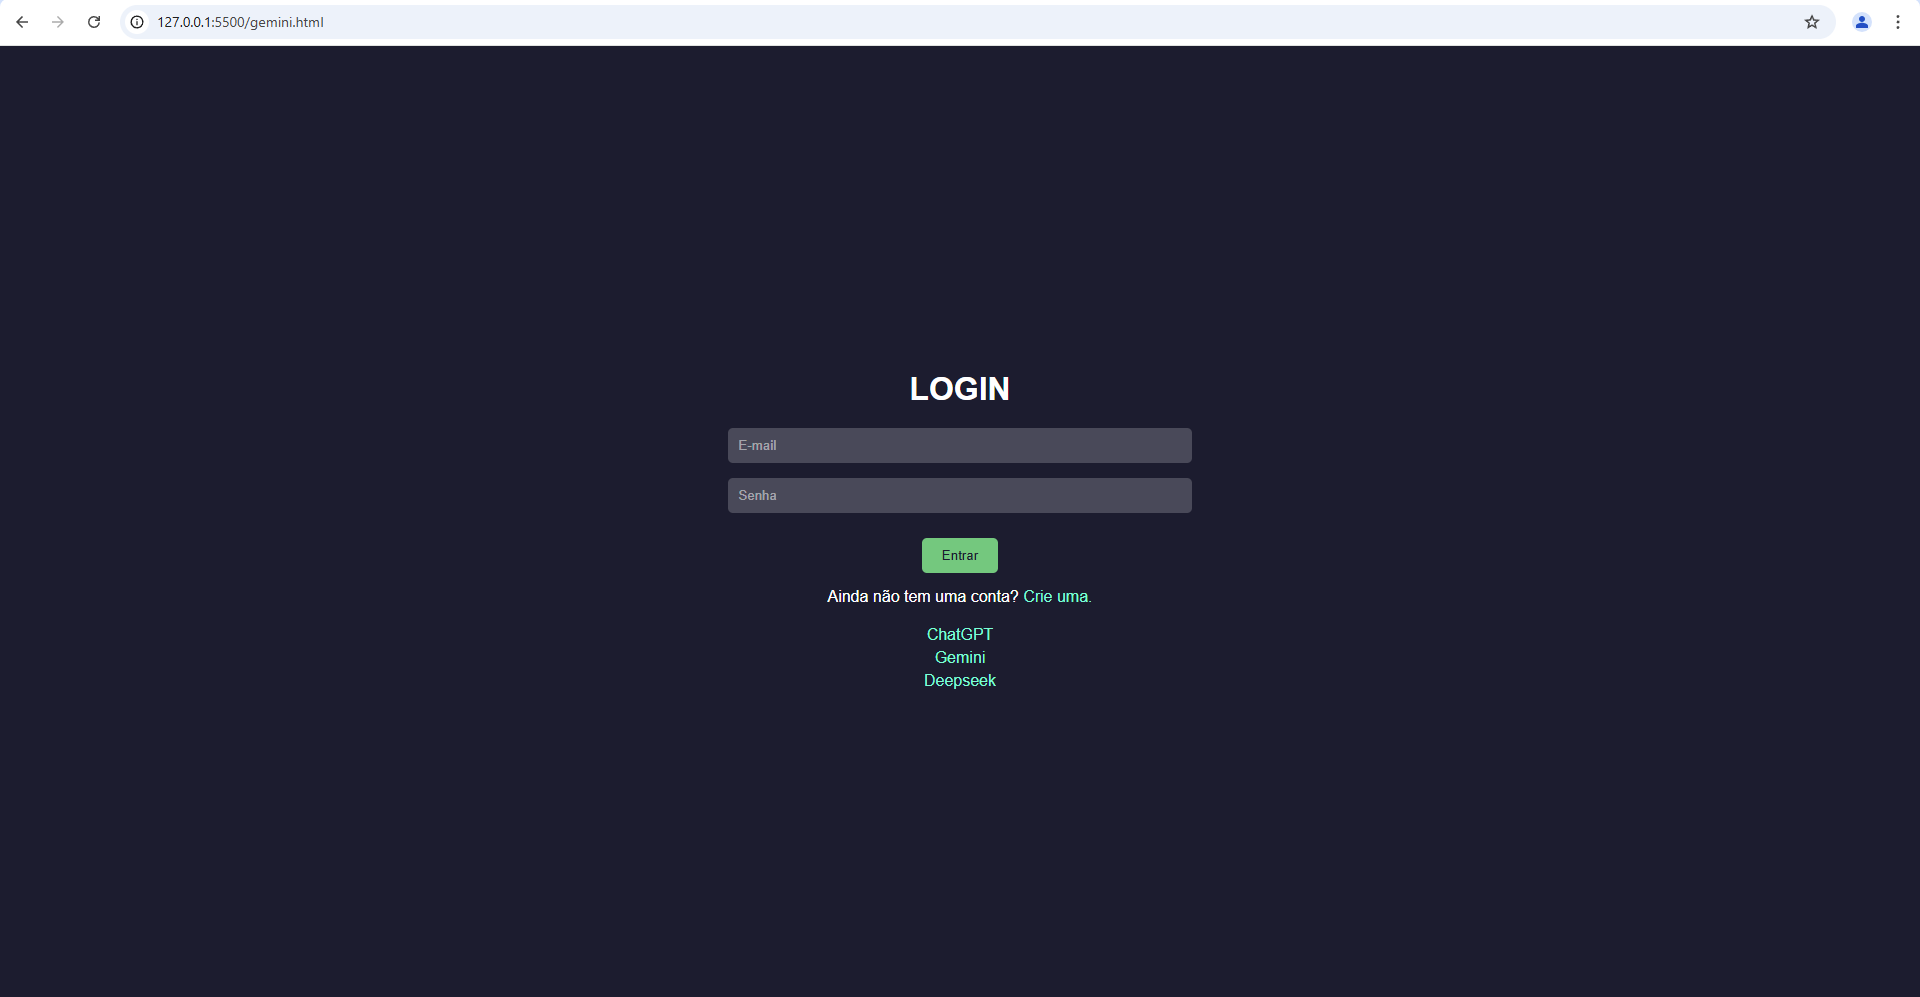 127.0.0.1:5500/gemini.html
LOGIN
E-mail
Senha
Entrar
Ainda não tem uma conta? Crie uma.
ChatGPT
Gemini
Deepseek